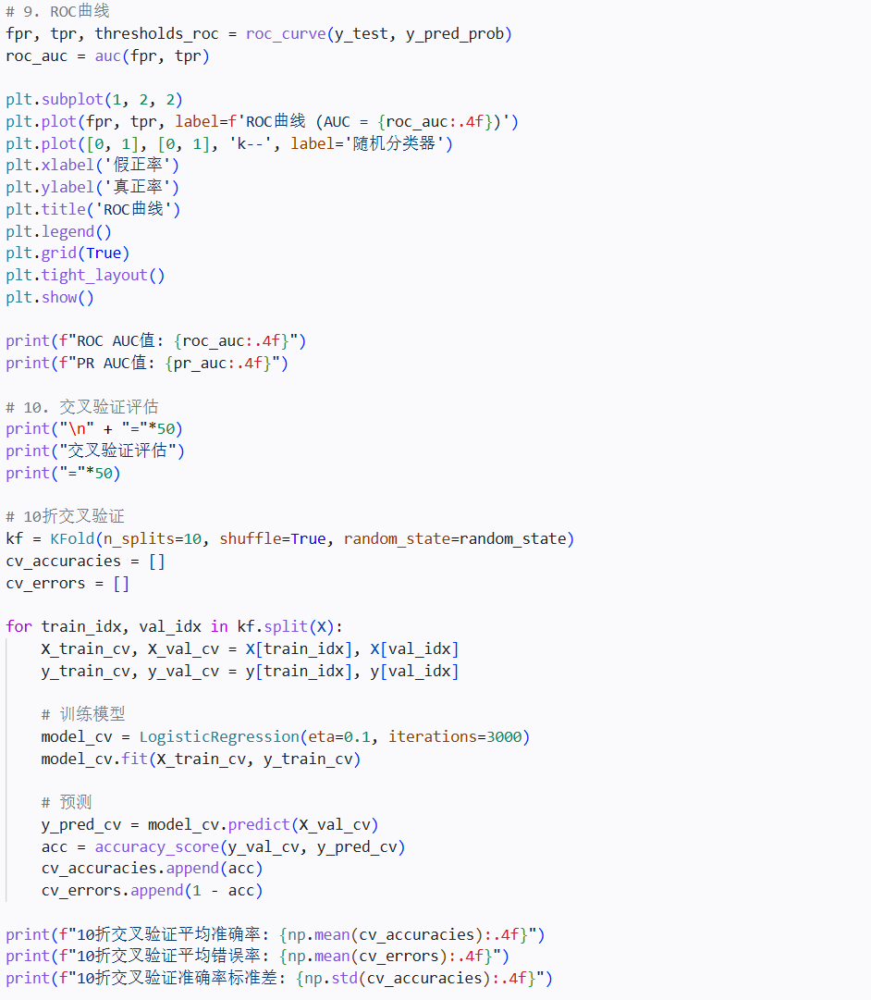 # 9. ROC曲线
fpr, tpr, thresholds_roc = roc_curve(y_test, y_pred_prob)
roc_auc = auc(fpr, tpr)

plt.subplot(1, 2, 2)
plt.plot(fpr, tpr, label=f'ROC曲线 (AUC = {roc_auc:.4f})')
plt.plot([0, 1], [0, 1], 'k--', label='随机分类器')
plt.xlabel('假正率')
plt.ylabel('真正率')
plt.title('ROC曲线')
plt.legend()
plt.grid(True)
plt.tight_layout()
plt.show()

print(f"ROC AUC值: {roc_auc:.4f}")
print(f"PR AUC值: {pr_auc:.4f}")

# 10. 交叉验证评估
print("\n" + "="*50)
print("交叉验证评估")
print("="*50)

# 10折交叉验证
kf = KFold(n_splits=10, shuffle=True, random_state=random_state)
cv_accuracies = []
cv_errors = []

for train_idx, val_idx in kf.split(X):
    X_train_cv, X_val_cv = X[train_idx], X[val_idx]
    y_train_cv, y_val_cv = y[train_idx], y[val_idx]

    # 训练模型
    model_cv = LogisticRegression(eta=0.1, iterations=3000)
    model_cv.fit(X_train_cv, y_train_cv)

    # 预测
    y_pred_cv = model_cv.predict(X_val_cv)
    acc = accuracy_score(y_val_cv, y_pred_cv)
    cv_accuracies.append(acc)
    cv_errors.append(1 - acc)

print(f"10折交叉验证平均准确率: {np.mean(cv_accuracies):.4f}")
print(f"10折交叉验证平均错误率: {np.mean(cv_errors):.4f}")
print(f"10折交叉验证准确率标准差: {np.std(cv_accuracies):.4f}")